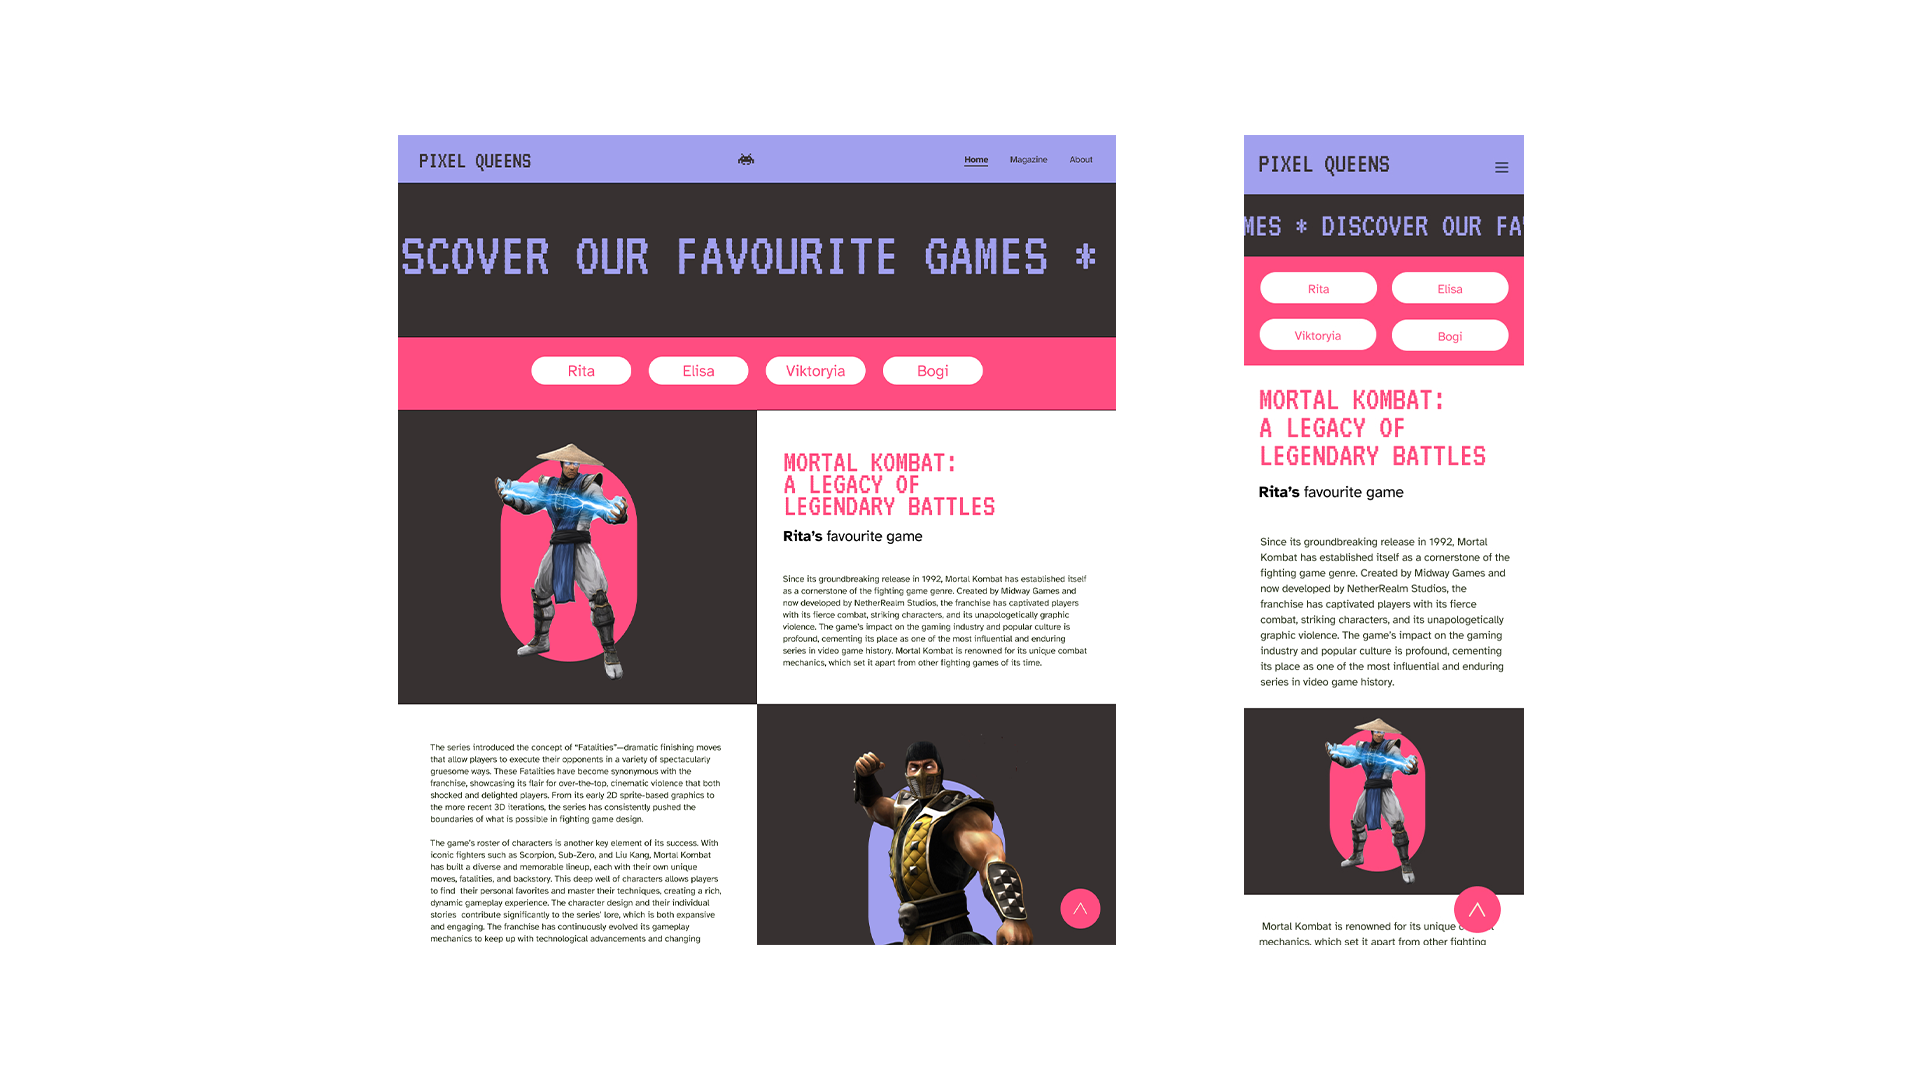 PIXEL QUEENS
Home Magazine About
SCOVER OUR FAVOURITE GAMES *
Rita Elisa Viktoryia Bogi
MORTAL KOMBAT:
A LEGACY OF
LEGENDARY BATTLES
Rita's favourite game
Since its groundbreaking release in 1992, Mortal Kombat has established itself
as a cornerstone of the fighting game genre. Created by Midway Games and
now developed by NetherRealm Studios, the franchise has captivated players
with its fierce combat, striking characters, and its unapologetically graphic
violence. The game's impact on the gaming industry and popular culture is
profound, cementing its place as one of the most influential and enduring
series in video game history. Mortal Kombat is renowned for its unique combat
mechanics, which set it apart from other fighting games of its time.
The series introduced the concept of “Fatalities”—dramatic finishing moves
that allow players to execute their opponents in a variety of spectacularly
gruesome ways. These Fatalities have become synonymous with the
franchise, showcasing its flair for over-the-top, cinematic violence that both
shocked and delighted players. From its early 2D sprite-based graphics to
the more recent 3D iterations, the series has consistently pushed the
boundaries of what is possible in fighting game design.
The game's roster of characters is another key element of its success. With
iconic fighters such as Scorpion, Sub-Zero, and Liu Kang, Mortal Kombat
has built a diverse and memorable lineup, each with their own unique
moves, fatalities, and backstory. This deep well of characters allows players
to find their personal favorites and master their techniques, creating a rich,
dynamic gameplay experience. The character design and their individual
stories contribute significantly to the series' lore, which is both expansive
and engaging. The franchise has continuously evolved its gameplay
mechanics to keep up with technological advancements and changing
PIXEL QUEENS
MES * DISCOVER OUR FA
Rita Elisa
Viktoryia Bogi
MORTAL KOMBAT:
A LEGACY OF
LEGENDARY BATTLES
Rita's favourite game
Since its groundbreaking release in 1992, Mortal
Kombat has established itself as a cornerstone of the
fighting game genre. Created by Midway Games and
now developed by NetherRealm Studios, the
franchise has captivated players with its fierce
combat, striking characters, and its unapologetically
graphic violence. The game's impact on the gaming
industry and popular culture is profound, cementing
its place as one of the most influential and enduring
series in video game history.
Mortal Kombat is renowned for its unique
mechanics, which set it apart from other fighting